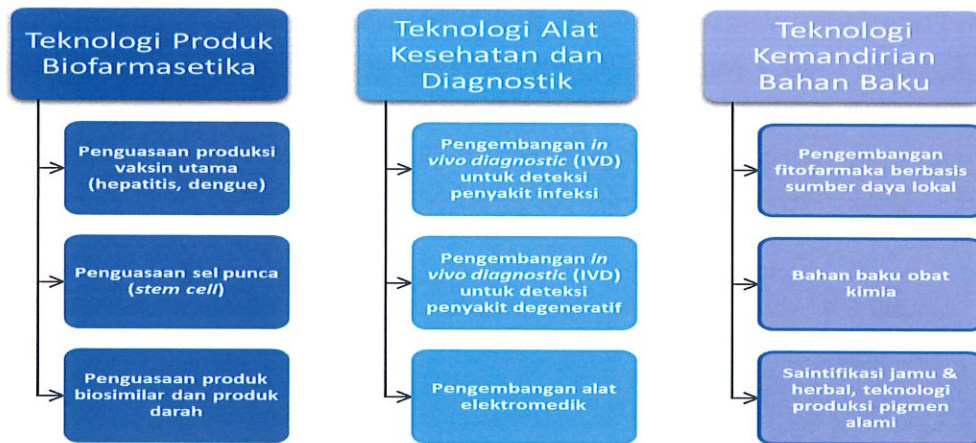 Teknologi Produk
Biofarmasetika
Penguasaan produksi
vaksin utama
(hepatitis, dengue)
Penguasaan sel punca
(stem cell)
Penguasaan produk
biosimilar dan produk
darah
Teknologi Alat
Kesehatan dan
Diagnostik
Pengembangan in
vivo diagnostic (IVD)
untuk deteksi
penyakit infeksi
Pengembangan in
vivo diagnostic (IVD)
untuk deteksi
penyakit degeneratif
Pengembangan alat
elektromedik
Teknologi
Kemandirian
Bahan Baku
Pengembangan
fitofarmaka berbasis
sumber daya lokal
Bahan baku obat
kimia
Saintifikasi jamu &
herbal, teknologi
produksi pigmen
alami